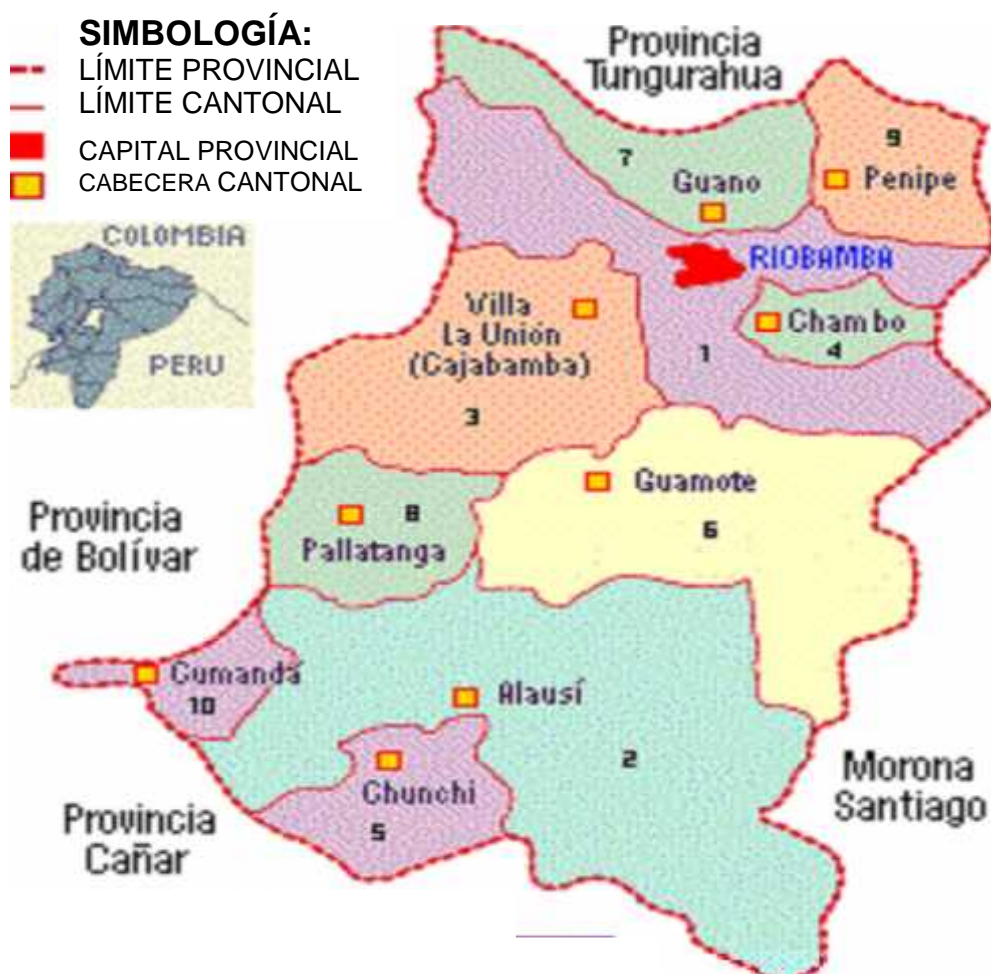 SIMBOLOGÍA:
LÍMITE PROVINCIAL
LÍMITE CANTONAL
CAPITAL PROVINCIAL
CABECERA CANTONAL
COLOMBIA
PERU
Provincia
Tungurahua
7
Guano
9
Penipe
RIOBAMBA
Villa
La Unión
(Cajabamba)
3
1
Chambo
4
Guamote
6
Provincia
de Bolívar
8
Pallatanga
Cumandá
10
Alausí
2
Chunchi
5
Provincia
Cañar
Morona
Santiago